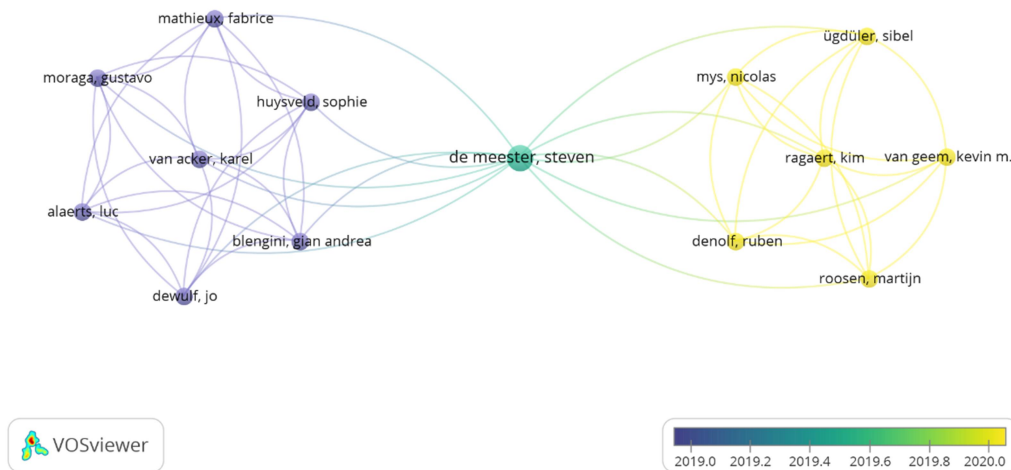 mathieux, fabrice
ügdüler, sibel
moraga, gustavo
mys, nicolas
huysveld, sophie
van acker, karel
de meester, steven
ragaert, kim
van geem, kevin m.
alaerts, luc
blengini, gian andrea
denolf, ruben
roosen, martijn
dewulf, jo
VOSviewer
2019.0 2019.2 2019.4 2019.6 2019.8 2020.0